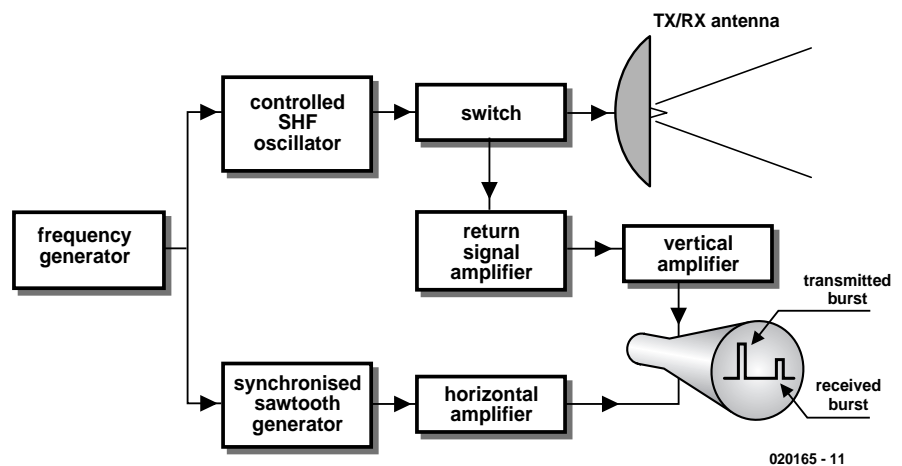 TX/RX antenna
controlled
SHF
oscillator
switch
frequency
generator
return
signal
amplifier
vertical
amplifier
transmitted
burst
synchronised
sawtooth
generator
horizontal
amplifier
received
burst
020165 - 11